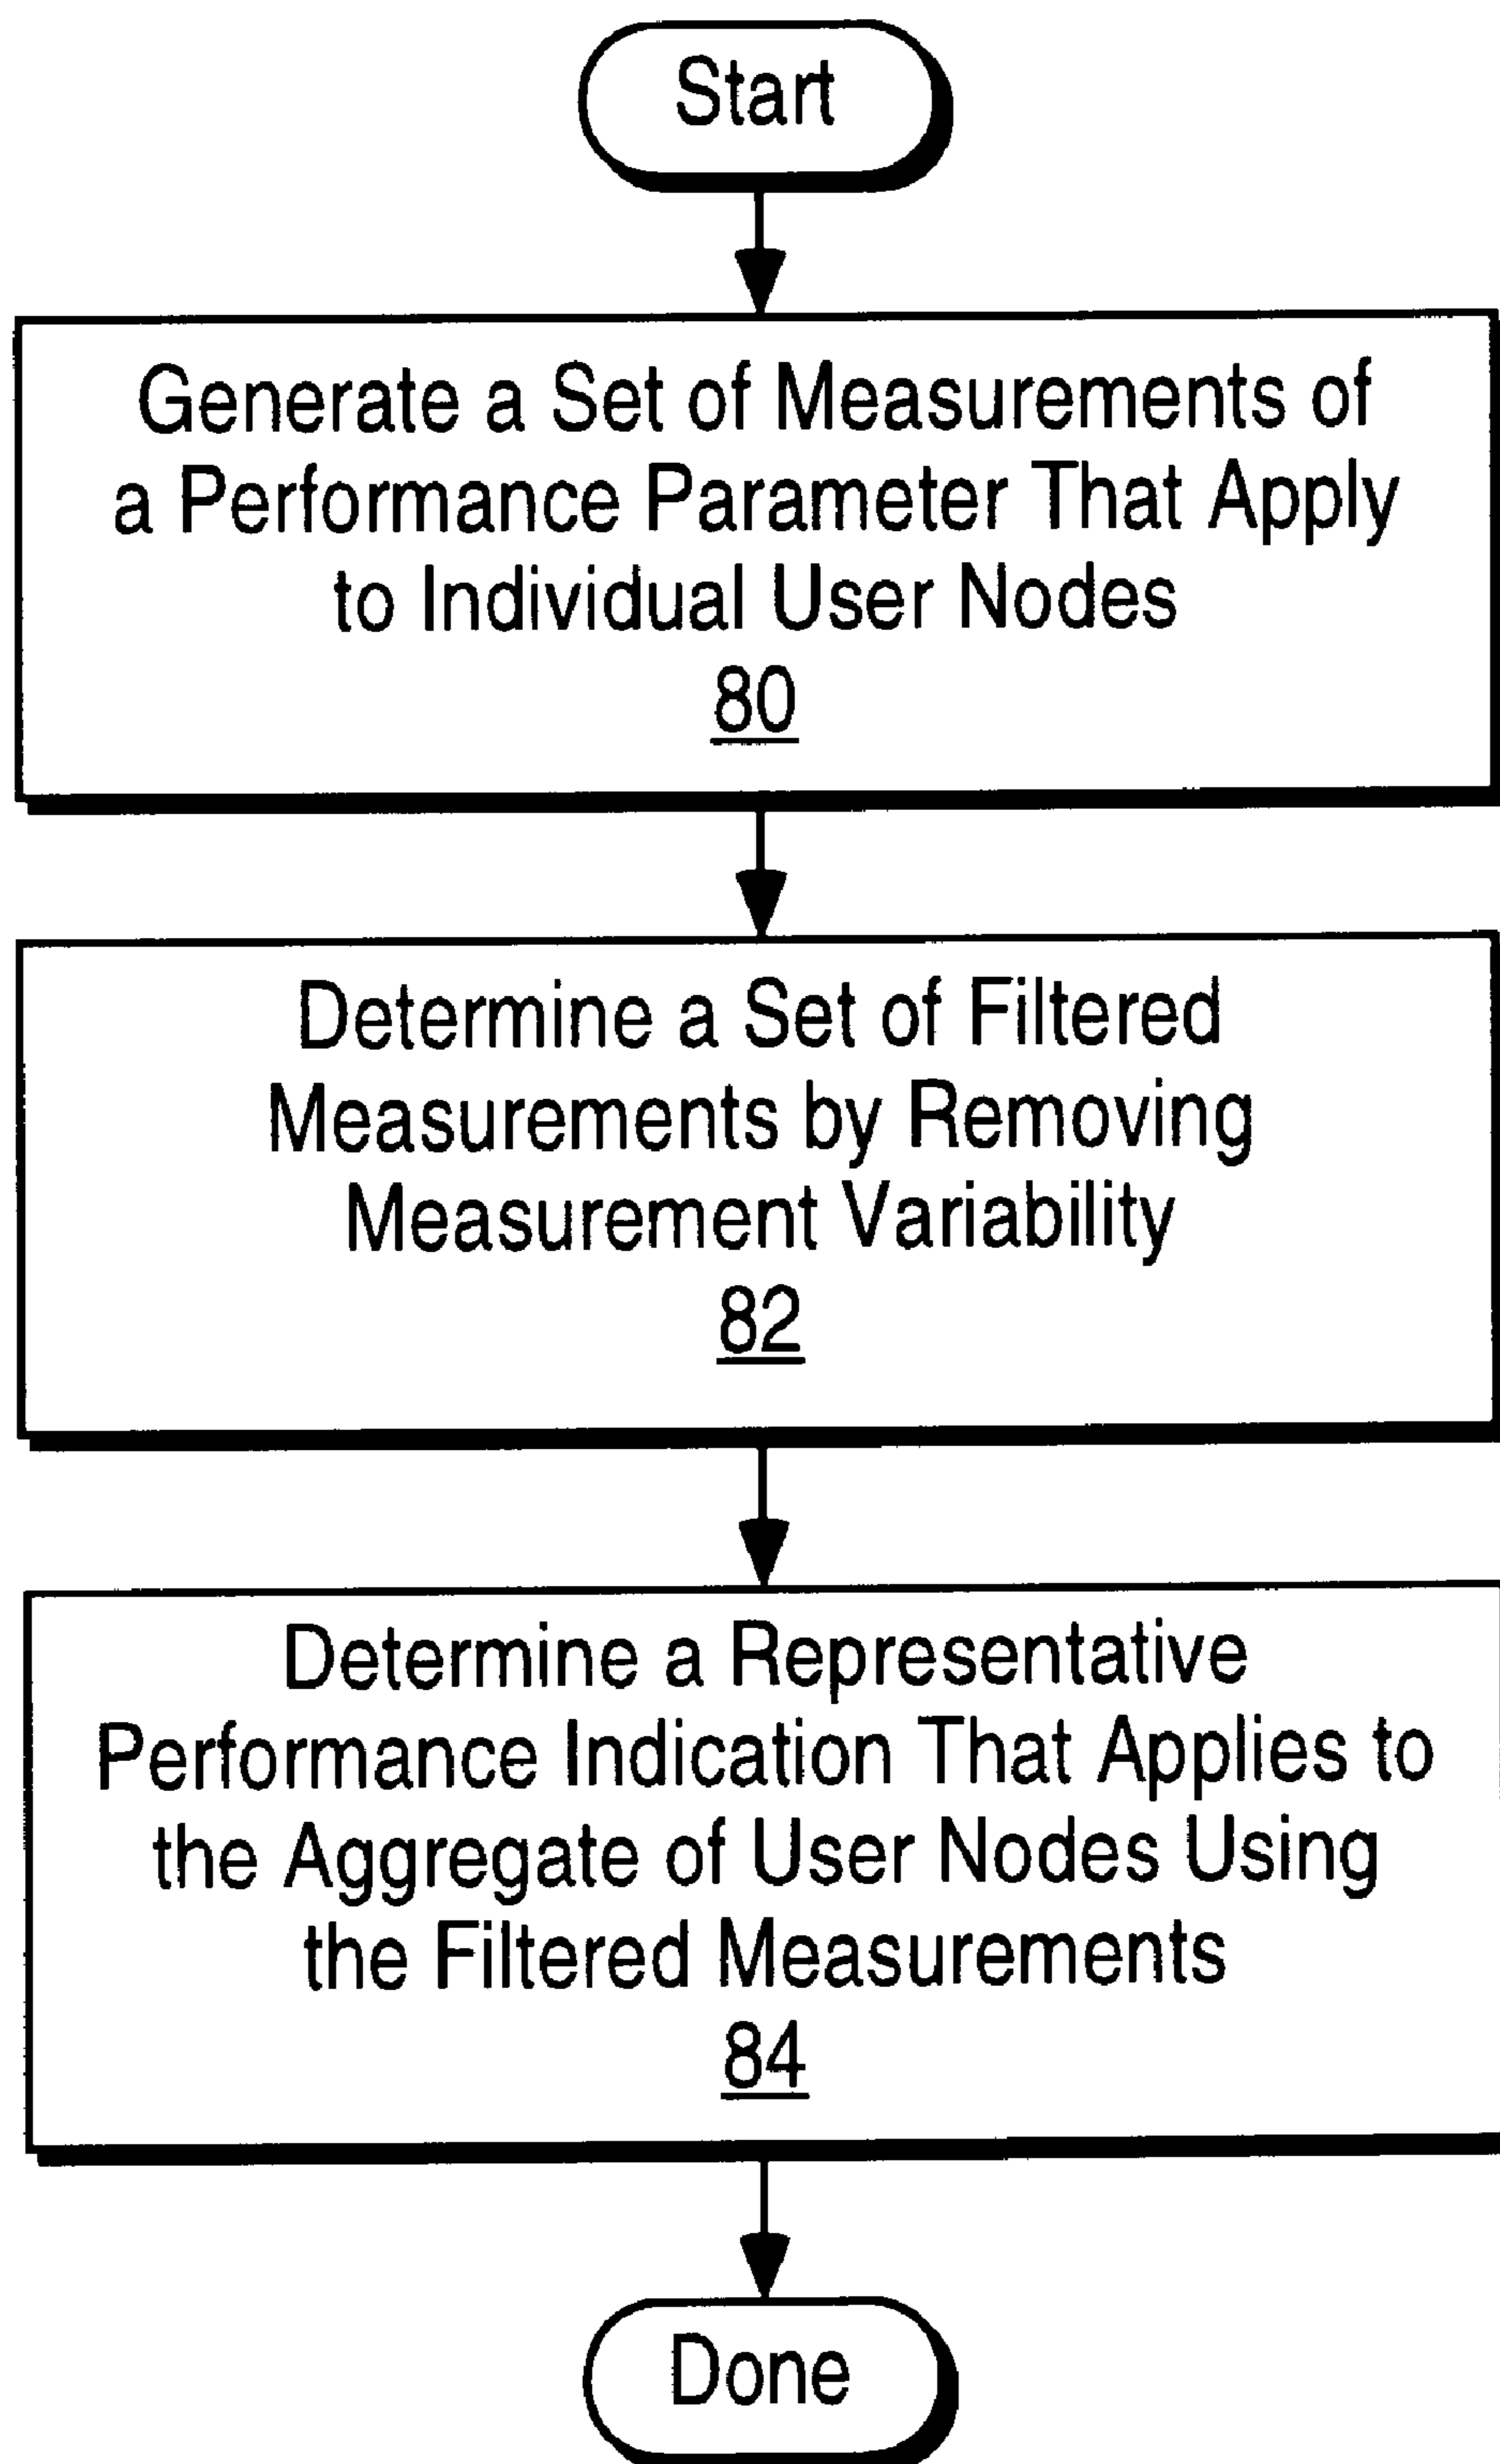 Start
Generate a Set of Measurements of
a Performance Parameter That Apply
to Individual User Nodes
80
Determine a Set of Filtered
Measurements by Removing
Measurement Variability
82
Determine a Representative
Performance Indication That Applies to
the Aggregate of User Nodes Using
the Filtered Measurements
84
Done